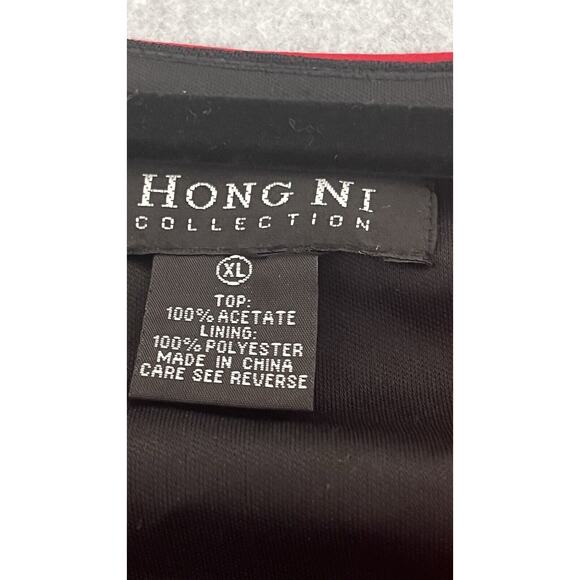 HONG NI
COLLECTION
XL
TOP:
100% ACETATE
LINING:
100% POLYESTER
MADE IN CHINA
CARE SEE REVERSE